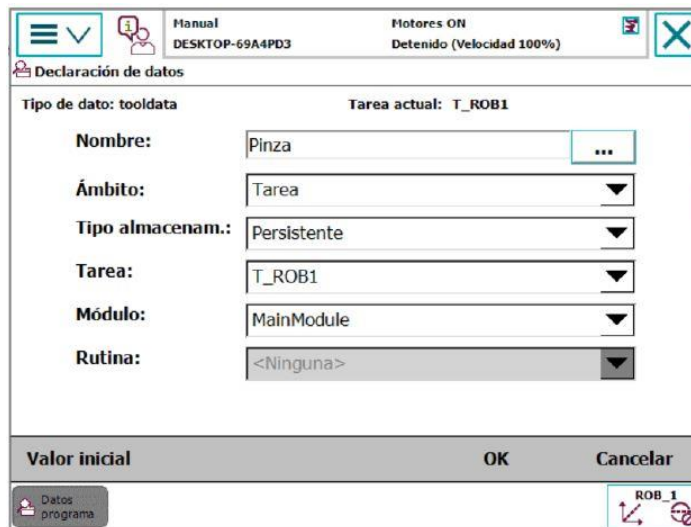 Manual
DESKTOP-69A4PD3
Motores ON
Detenido (Velocidad 100%)
Declaración de datos
Tipo de dato: tooldata
Tarea actual: T_ROB1
Nombre: Pinza ...
Ámbito: Tarea
Tipo almacenam.: Persistente
Tarea: T_ROB1
Módulo: MainModule
Rutina: <Ninguna>
Valor inicial OK Cancelar
Datos
programa
ROB_1